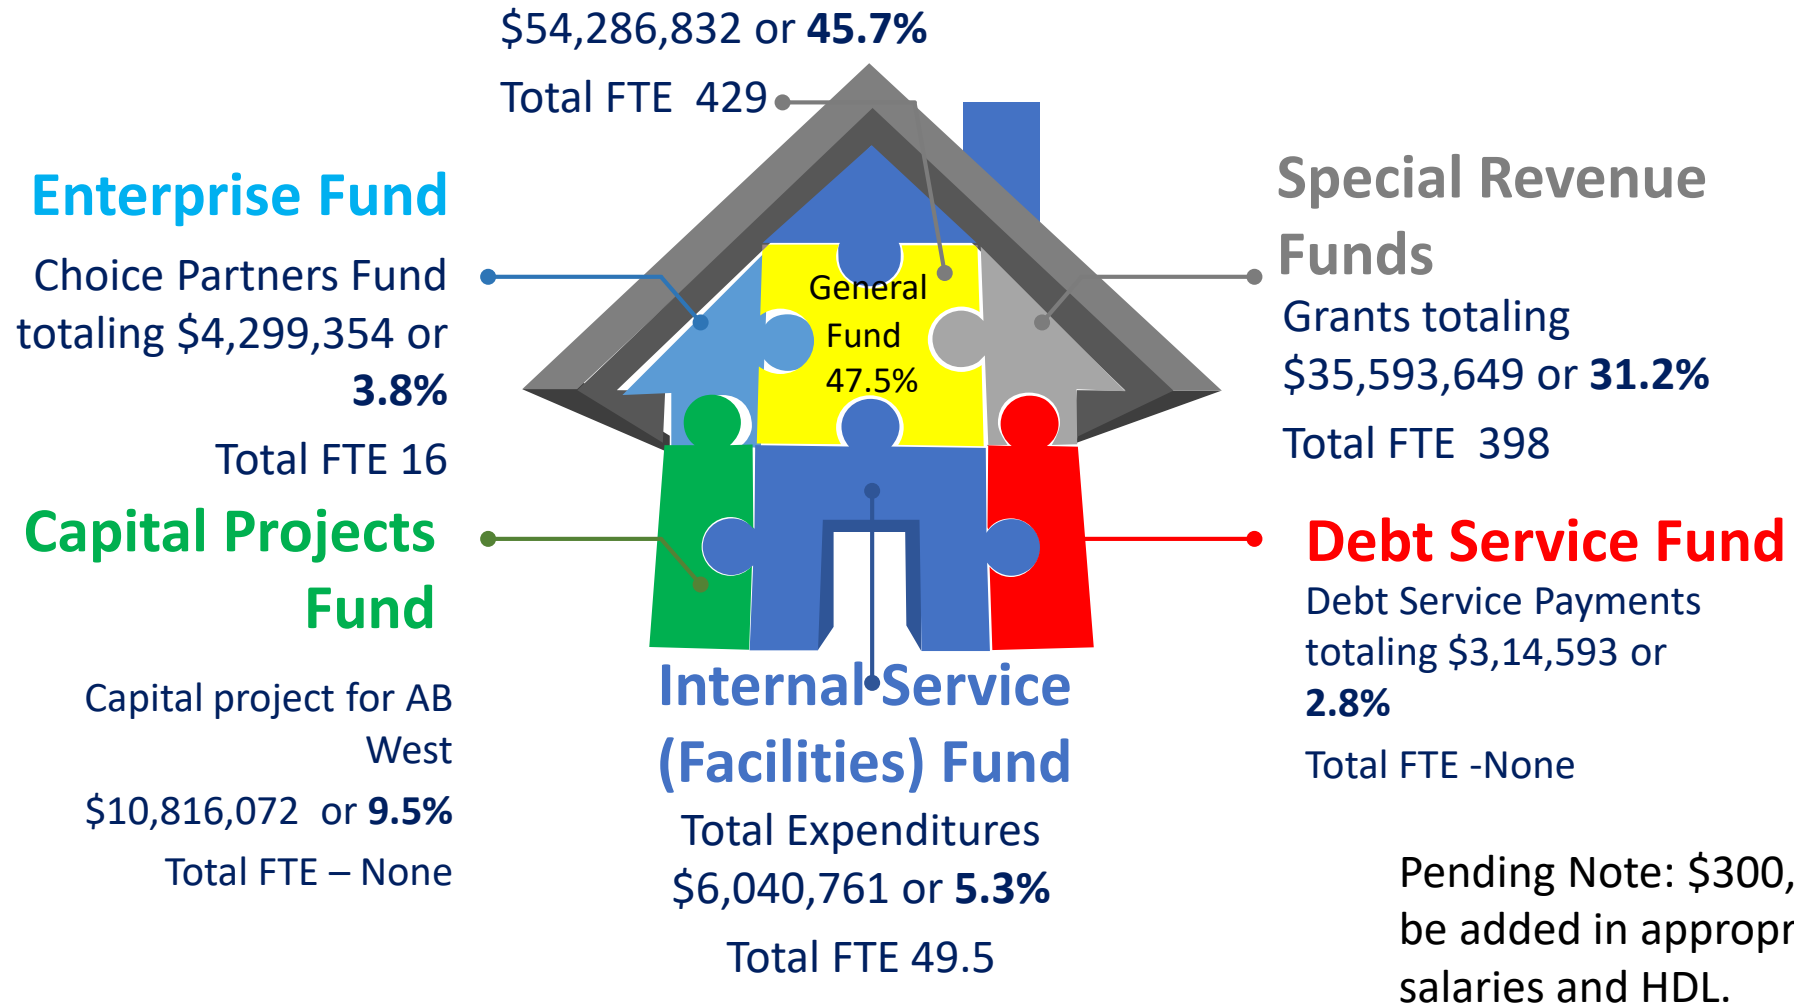 $54,286,832 or 45.7%
Total FTE 429
Enterprise Fund
Choice Partners Fund
totaling $4,299,354 or
3.8%
Total FTE 16
Capital Projects
Fund
Capital project for AB
West
$10,816,072 or 9.5%
Total FTE – None
General
Fund
47.5%
Internal Service
(Facilities) Fund
Total Expenditures
$6,040,761 or 5.3%
Total FTE 49.5
Special Revenue
Funds
Grants totaling
$35,593,649 or 31.2%
Total FTE 398
Debt Service Fund
Debt Service Payments
totaling $3,14,593 or
2.8%
Total FTE -None
Pending Note: $300,
be added in appropr
salaries and HDL.